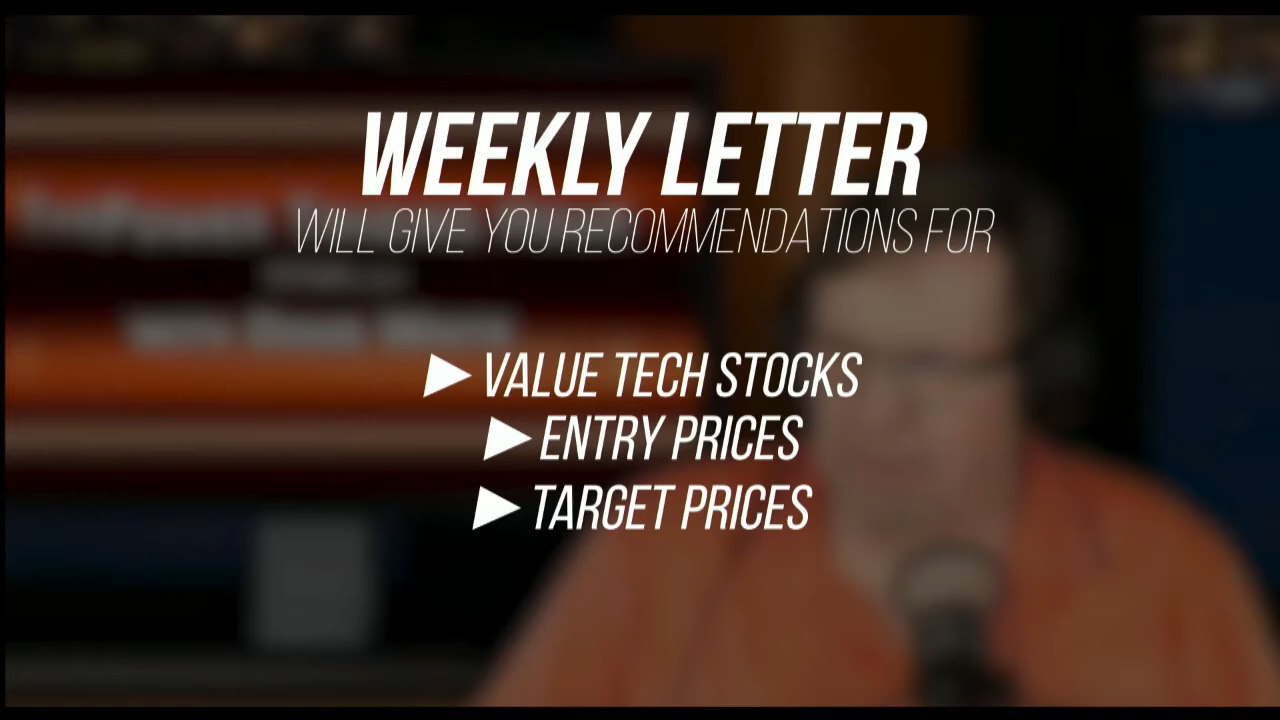 WEEKLY LETTER
WILL GIVE YOU RECOMMENDATIONS FOR
▶ VALUE TECH STOCKS
▶ ENTRY PRICES
▶ TARGET PRICES